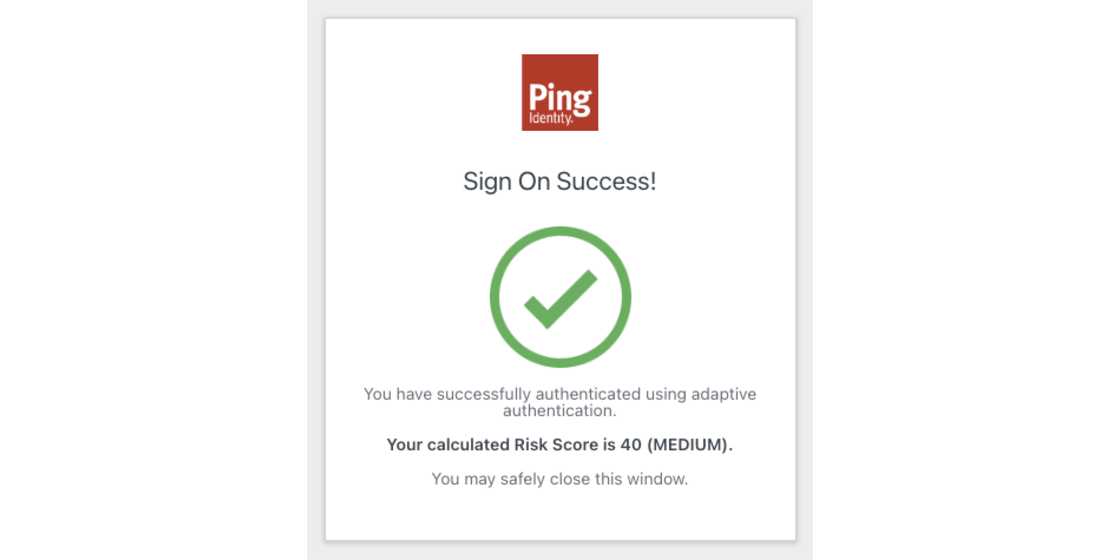 Ping
Identity.
Sign On Success!
You have successfully authenticated using adaptive
authentication.
Your calculated Risk Score is 40 (MEDIUM).
You may safely close this window.